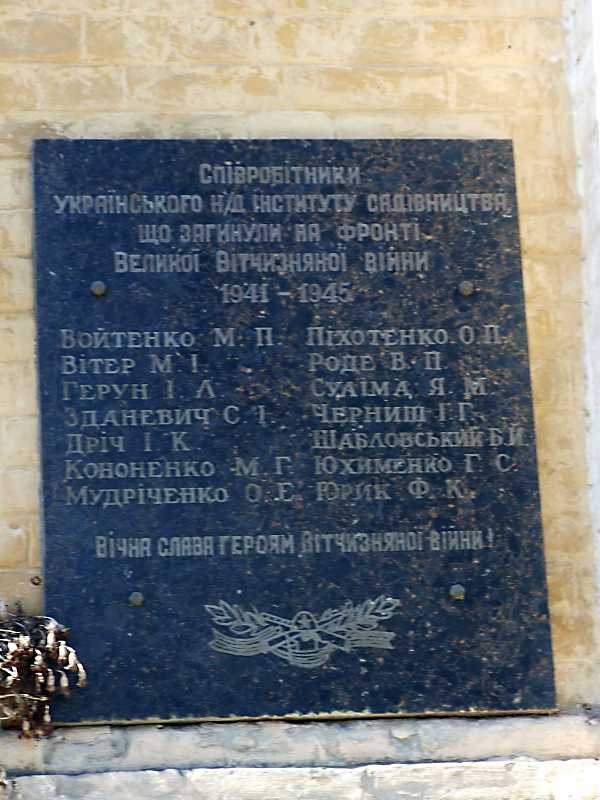 Співробітники
Українського н/д інституту садівництва,
що загинули на фронті
Великої Вітчизняної війни
1941 – 1945
Войтенко М. П. Піхотенко О. П.
Вітер М. І. Роде В. П.
Герун І. Л. Суліма Я. М.
Зданевич С. І. Черниш І. Г.
Дріч І. К. Шабловський Б. Й.
Кононенко М. Г. Юхименко Г. С.
Мудріченко О. Є. Юрик Ф. К.
Вічна слава героям Вітчизняної війни!